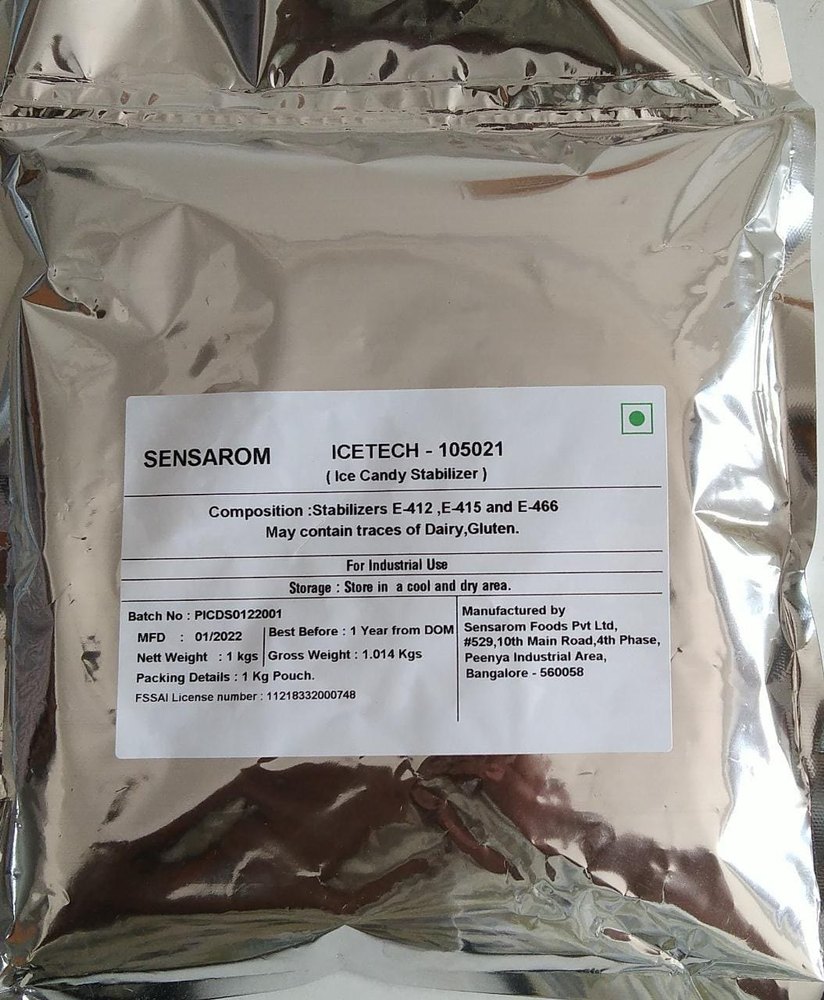 SENSAROM
ICETECH - 105021
( Ice Candy Stabilizer )
Composition :Stabilizers E-412 ,E-415 and E-466
May contain traces of Dairy,Gluten.
For Industrial Use
Storage : Store in a cool and dry area.
Batch No : PICDS0122001
MFD : 01/2022
Best Before : 1 Year from DOM
Nett Weight : 1 kgs
Gross Weight : 1.014 Kgs
Packing Details : 1 Kg Pouch.
FSSAI License number : 11218332000748
Manufactured by
Sensarom Foods Pvt Ltd,
#529,10th Main Road,4th Phase,
Peenya Industrial Area,
Bangalore - 560058